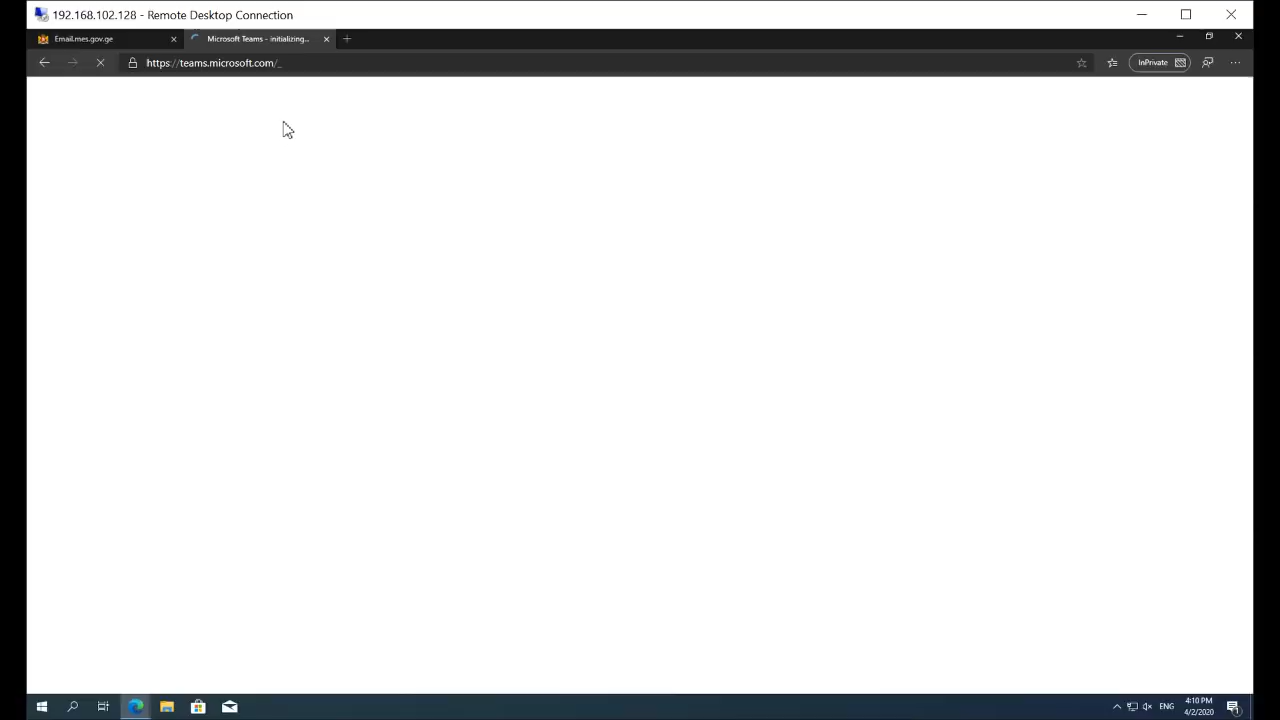 192.168.102.128 - Remote Desktop Connection
Email.mes.gov.ge
Microsoft Teams - initializing...
https://teams.microsoft.com/_
InPrivate
ENG
4:10 PM
4/2/2020
1